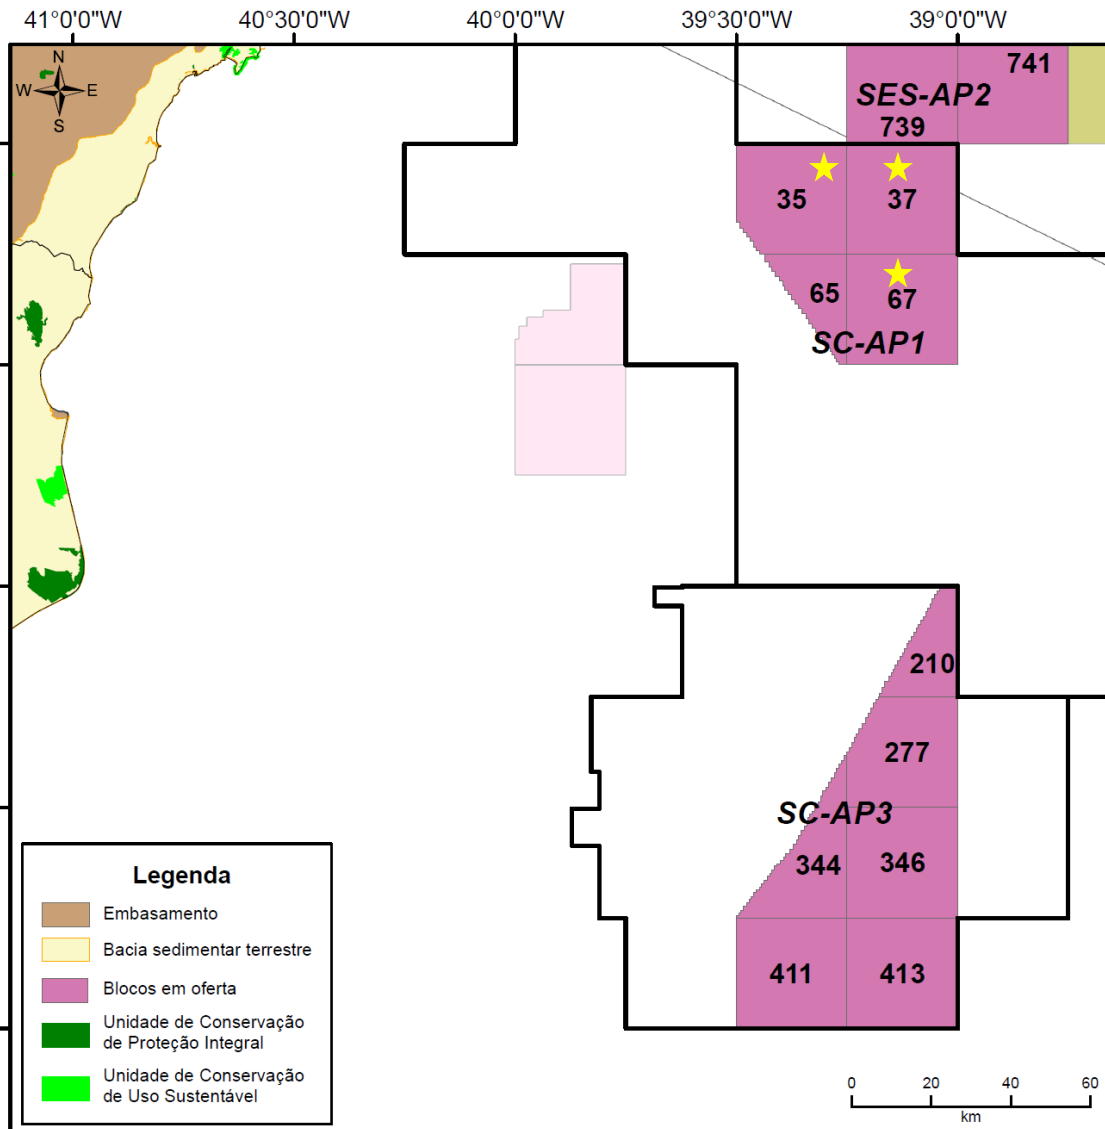 41°0'0"W 40°30'0"W 40°0'0"W 39°30'0"W 39°0'0"W
N
W E
S
741
SES-AP2
739
35 37
65 67
SC-AP1
210
277
SC-AP3
344 346
411 413
Legenda
Embasamento
Bacia sedimentar terrestre
Blocos em oferta
Unidade de Conservação
de Proteção Integral
Unidade de Conservação
de Uso Sustentável
0 20 40 60
km